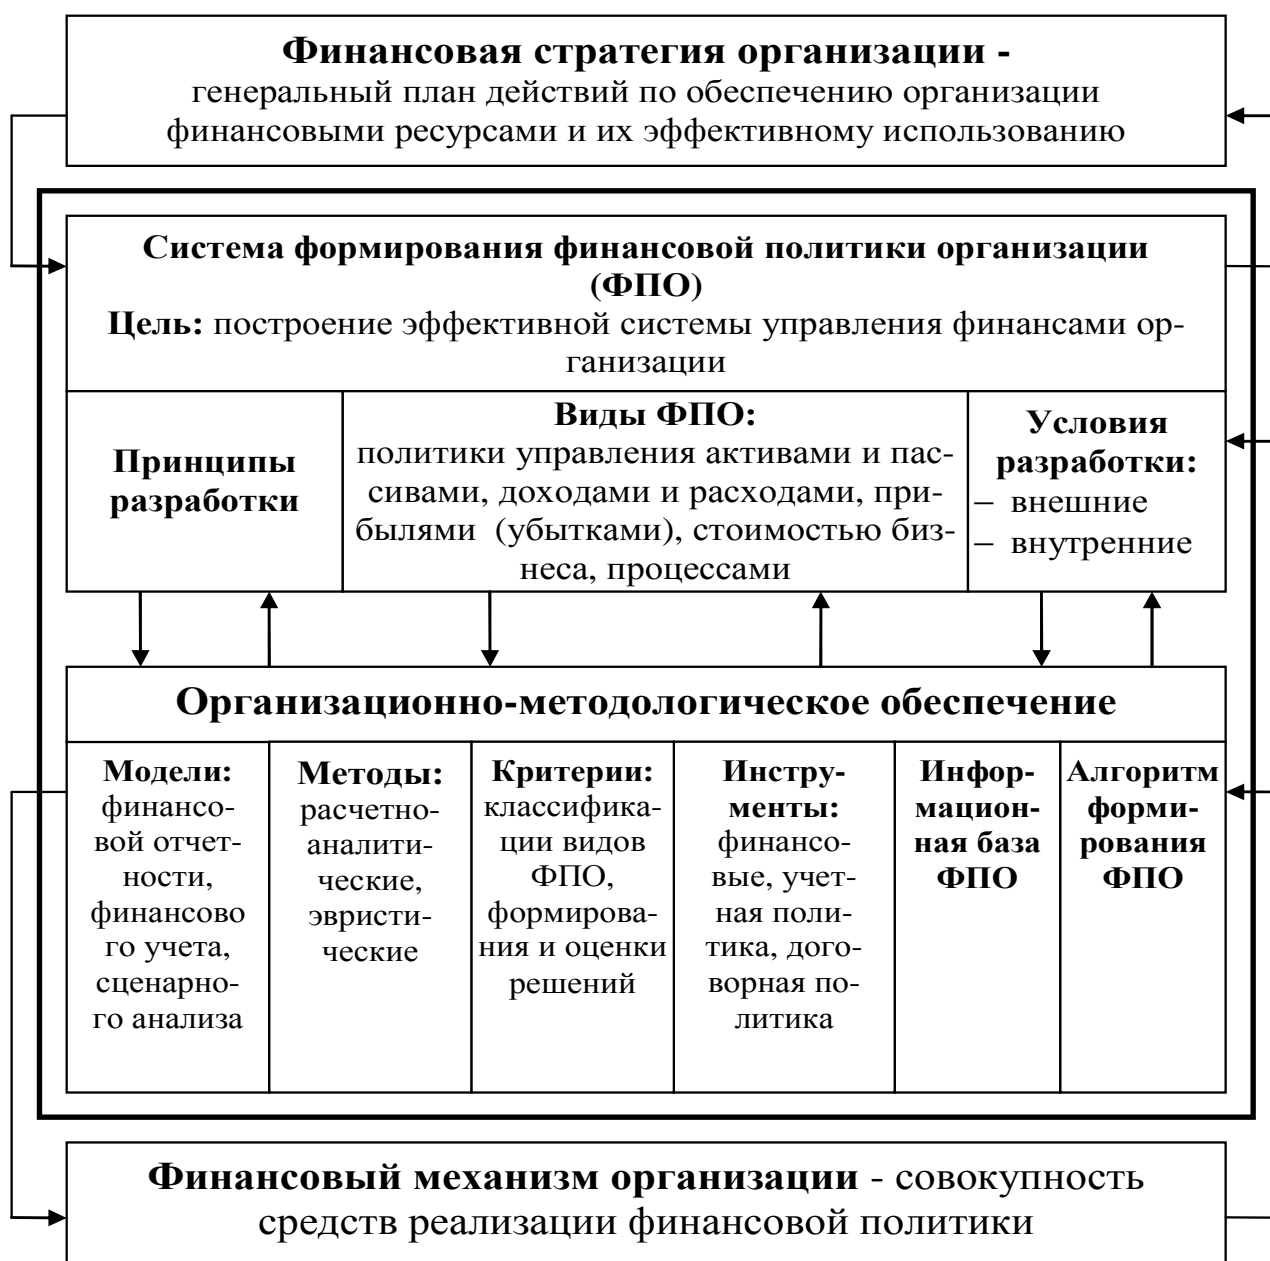 Финансовая стратегия организации -
генеральный план действий по обеспечению организации
финансовыми ресурсами и их эффективному использованию
Система формирования финансовой политики организации
(ФПО)
Цель: построение эффективной системы управления финансами ор-
ганизации
Принципы
разработки
Виды ФПО:
политики управления активами и пас-
сивами, доходами и расходами, при-
былями (убытками), стоимостью биз-
неса, процессами
Условия
разработки:
– внешние
– внутренние
Организационно-методологическое обеспечение
Модели:
финансо-
вой отчет-
ности,
финансово
го учета,
сценарно-
го анализа
Методы:
расчетно-
аналити-
ческие,
эвристи-
ческие
Критерии:
классифика-
ции видов
ФПО,
формирова-
ния и оценки
решений
Инстру-
менты:
финансо-
вые, учет-
ная поли-
тика, дого-
ворная по-
литика
Инфор-
мацион-
ная база
ФПО
Алгоритм
форми-
рования
ФПО
Финансовый механизм организации - совокупность
средств реализации финансовой политики